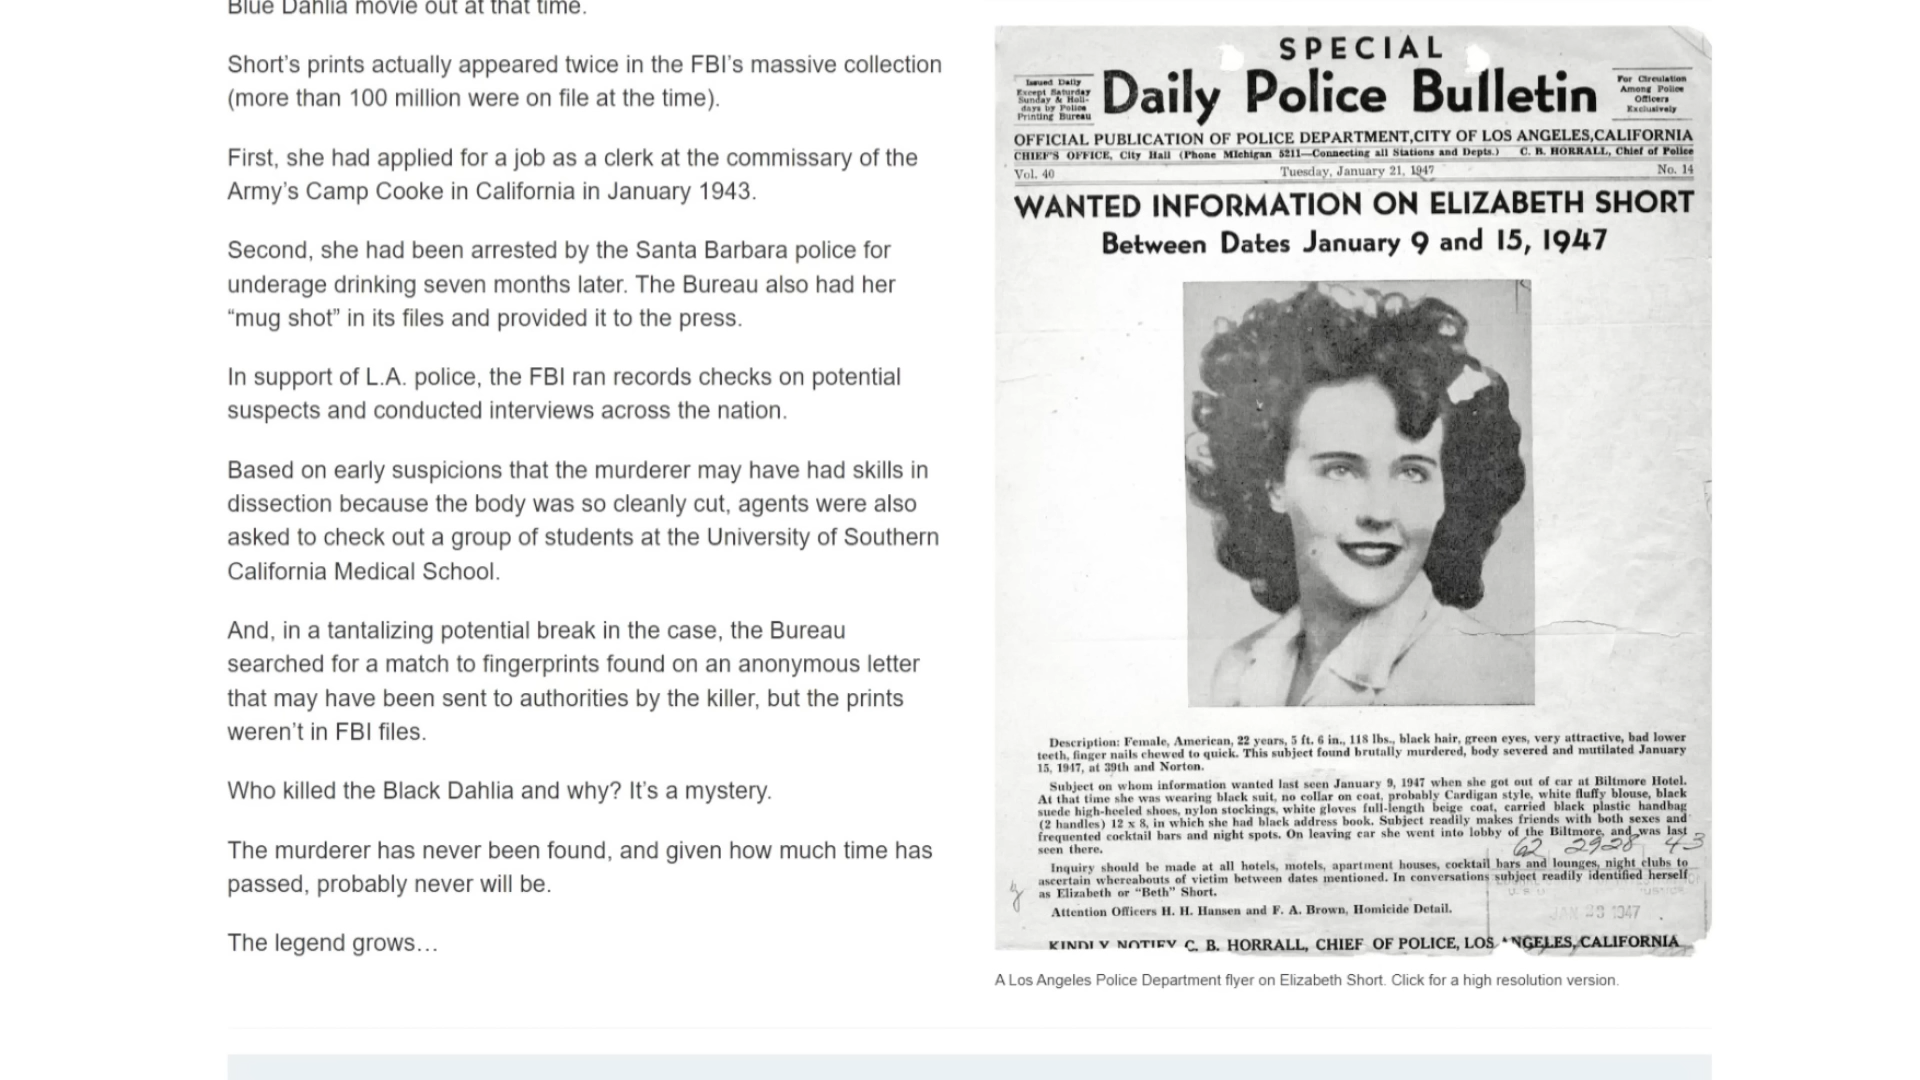 Blue Dahlia movie out at that time.
Short’s prints actually appeared twice in the FBI’s massive collection
(more than 100 million were on file at the time).
First, she had applied for a job as a clerk at the commissary of the
Army’s Camp Cooke in California in January 1943.
Second, she had been arrested by the Santa Barbara police for
underage drinking seven months later. The Bureau also had her
“mug shot” in its files and provided it to the press.
In support of L.A. police, the FBI ran records checks on potential
suspects and conducted interviews across the nation.
Based on early suspicions that the murderer may have had skills in
dissection because the body was so cleanly cut, agents were also
asked to check out a group of students at the University of Southern
California Medical School.
And, in a tantalizing potential break in the case, the Bureau
searched for a match to fingerprints found on an anonymous letter
that may have been sent to authorities by the killer, but the prints
weren’t in FBI files.
Who killed the Black Dahlia and why? It’s a mystery.
The murderer has never been found, and given how much time has
passed, probably never will be.
The legend grows…
SPECIAL
Issued Daily
Except Saturday
Sunday & Holi-
days by Police
Printing Bureau
Daily Police Bulletin
For Circulation
Among Police
Officers
Exclusively
OFFICIAL PUBLICATION OF POLICE DEPARTMENT,CITY OF LOS ANGELES,CALIFORNIA
CHIEF'S OFFICE, City Hall (Phone MIchigan 5211—Connecting all Stations and Depts.) C. B. HORRALL, Chief of Police
Vol. 40 Tuesday, January 21, 1947 No. 14
WANTED INFORMATION ON ELIZABETH SHORT
Between Dates January 9 and 15, 1947
Description: Female, American, 22 years, 5 ft. 6 in., 118 lbs., black hair, green eyes, very attractive, bad lower
teeth, finger nails chewed to quick. This subject found brutally murdered, body severed and mutilated January
15, 1947, at 39th and Norton.
Subject on whom information wanted last seen January 9, 1947 when she got out of car at Biltmore Hotel.
At that time she was wearing black suit, no collar on coat, probably Cardigan style, white fluffy blouse, black
suede high-heeled shoes, nylon stockings, white gloves full-length beige coat, carried black plastic handbag
(2 handles) 12 x 8, in which she had black address book. Subject readily makes friends with both sexes and
frequented cocktail bars and night spots. On leaving car she went into lobby of the Biltmore, and was last
seen there.
62 2928 43
Inquiry should be made at all hotels, motels, apartment houses, cocktail bars and lounges, night clubs to
ascertain whereabouts of victim between dates mentioned. In conversations subject readily identified herself
as Elizabeth or “Beth” Short.
Attention Officers H. H. Hansen and F. A. Brown, Homicide Detail.
JAN 23 1947
KINDLY NOTIFY C. B. HORRALL, CHIEF OF POLICE, LOS ANGELES, CALIFORNIA
A Los Angeles Police Department flyer on Elizabeth Short. Click for a high resolution version.